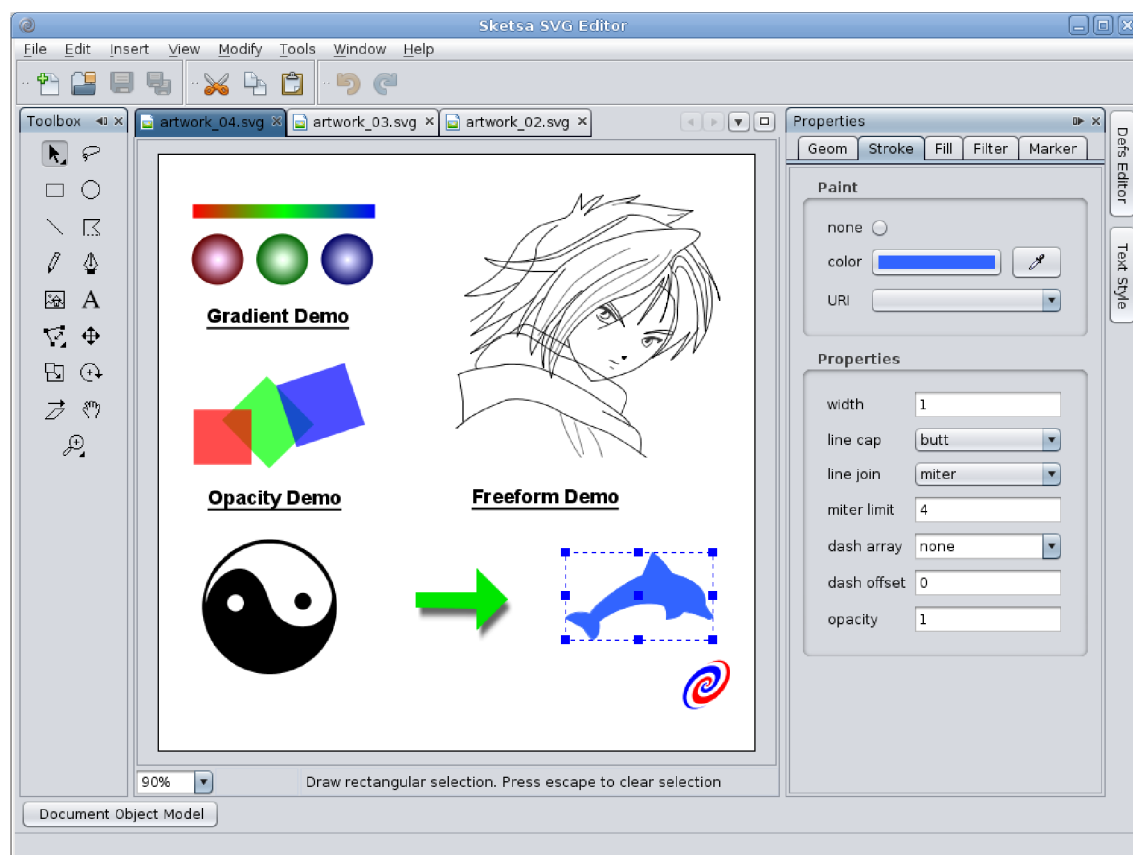 Sketsa SVG Editor
File Edit Insert View Modify Tools Window Help
Toolbox
artwork_04.svg artwork_03.svg artwork_02.svg
Properties
Geom Stroke Fill Filter Marker
Defs Editor
Text Style
Paint
none
color
URI
Properties
width 1
line cap butt
line join miter
miter limit 4
dash array none
dash offset 0
opacity 1
A
Gradient Demo
Opacity Demo
Freeform Demo
90%
Draw rectangular selection. Press escape to clear selection
Document Object Model